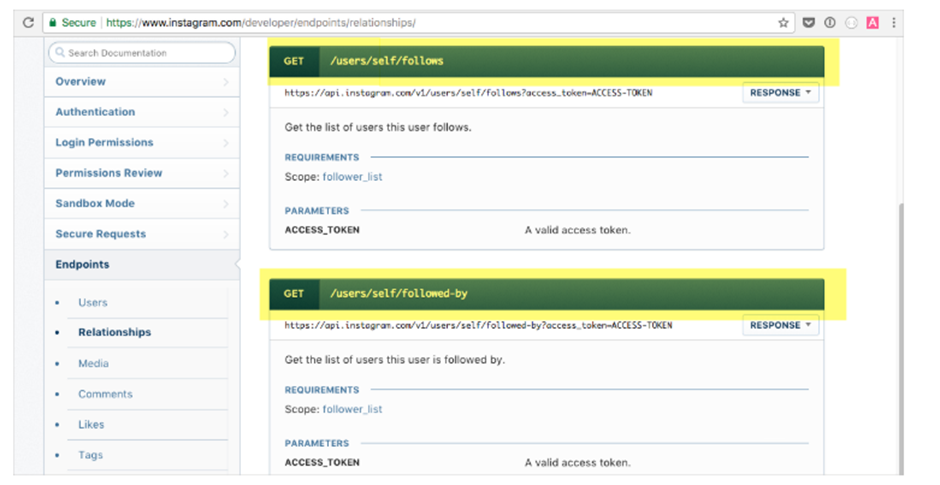 Secure | https://www.instagram.com/developer/endpoints/relationships/
Search Documentation
Overview
Authentication
Login Permissions
Permissions Review
Sandbox Mode
Secure Requests
Endpoints
Users
Relationships
Media
Comments
Likes
Tags
GET /users/self/follows
https://api.instagram.com/v1/users/self/follows?access_token=ACCESS-TOKEN RESPONSE
Get the list of users this user follows.
REQUIREMENTS
Scope: follower_list
PARAMETERS
ACCESS_TOKEN A valid access token.
GET /users/self/followed-by
https://api.instagram.com/v1/users/self/followed-by?access_token=ACCESS-TOKEN RESPONSE
Get the list of users this user is followed by.
REQUIREMENTS
Scope: follower_list
PARAMETERS
ACCESS_TOKEN A valid access token.